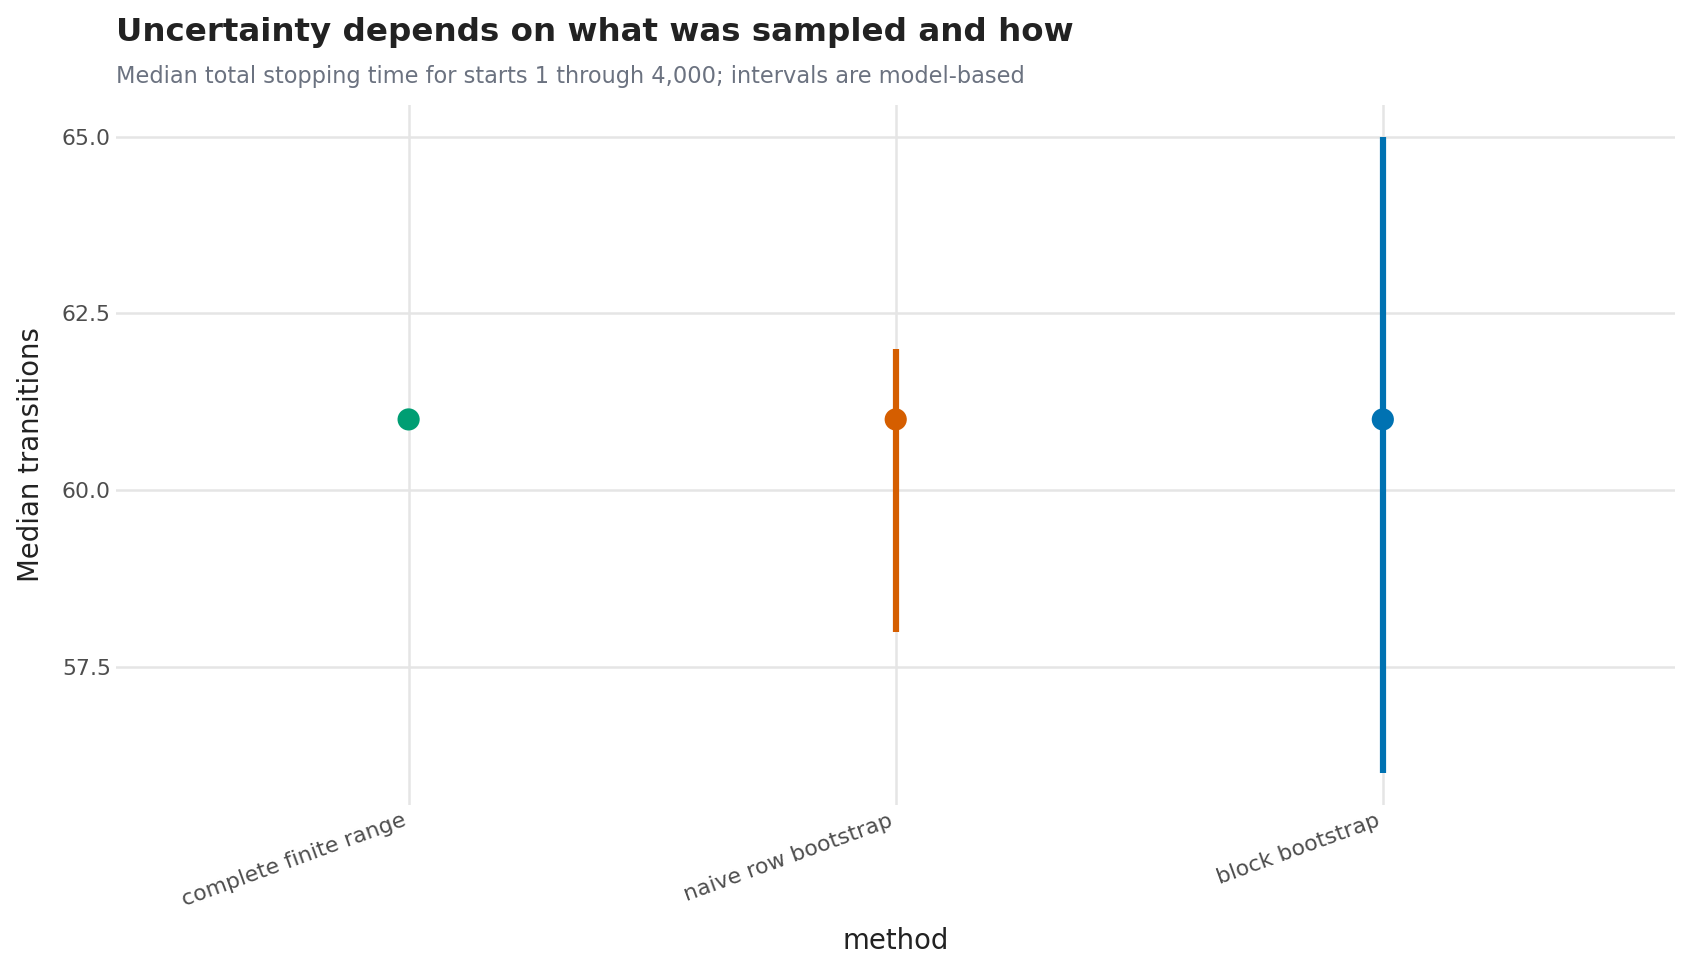 Uncertainty depends on what was sampled and how
Median total stopping time for starts 1 through 4,000; intervals are model-based
Median transitions
65.0
62.5
60.0
57.5
complete finite range
naive row bootstrap
block bootstrap
method